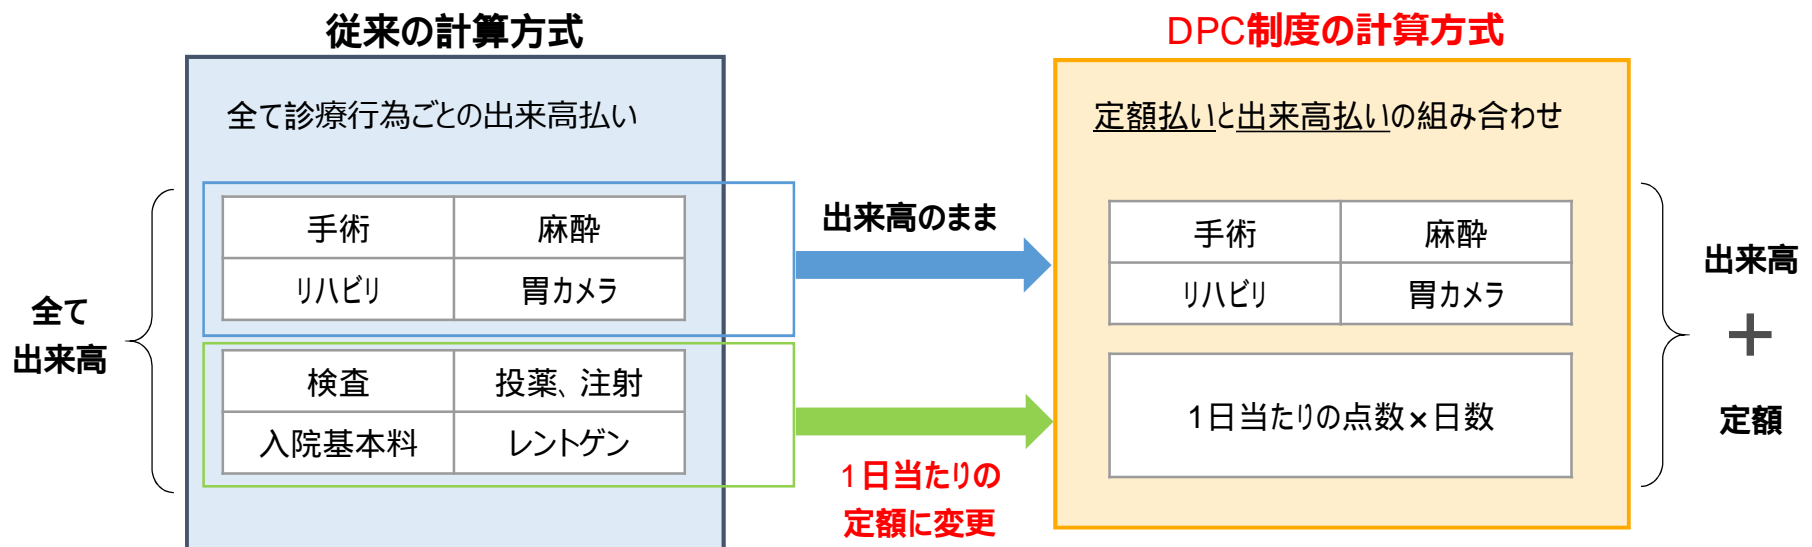 従来の計算方式
DPC制度の計算方式
全て診療行為ごとの出来高払い
定額払いと出来高払いの組み合わせ
手術
麻酔
リハビリ
胃カメラ
検査
投薬、注射
入院基本料
レントゲン
全て
出来高
出来高のまま
1日当たりの
定額に変更
手術
麻酔
リハビリ
胃カメラ
1日当たりの点数×日数
出来高
+
定額